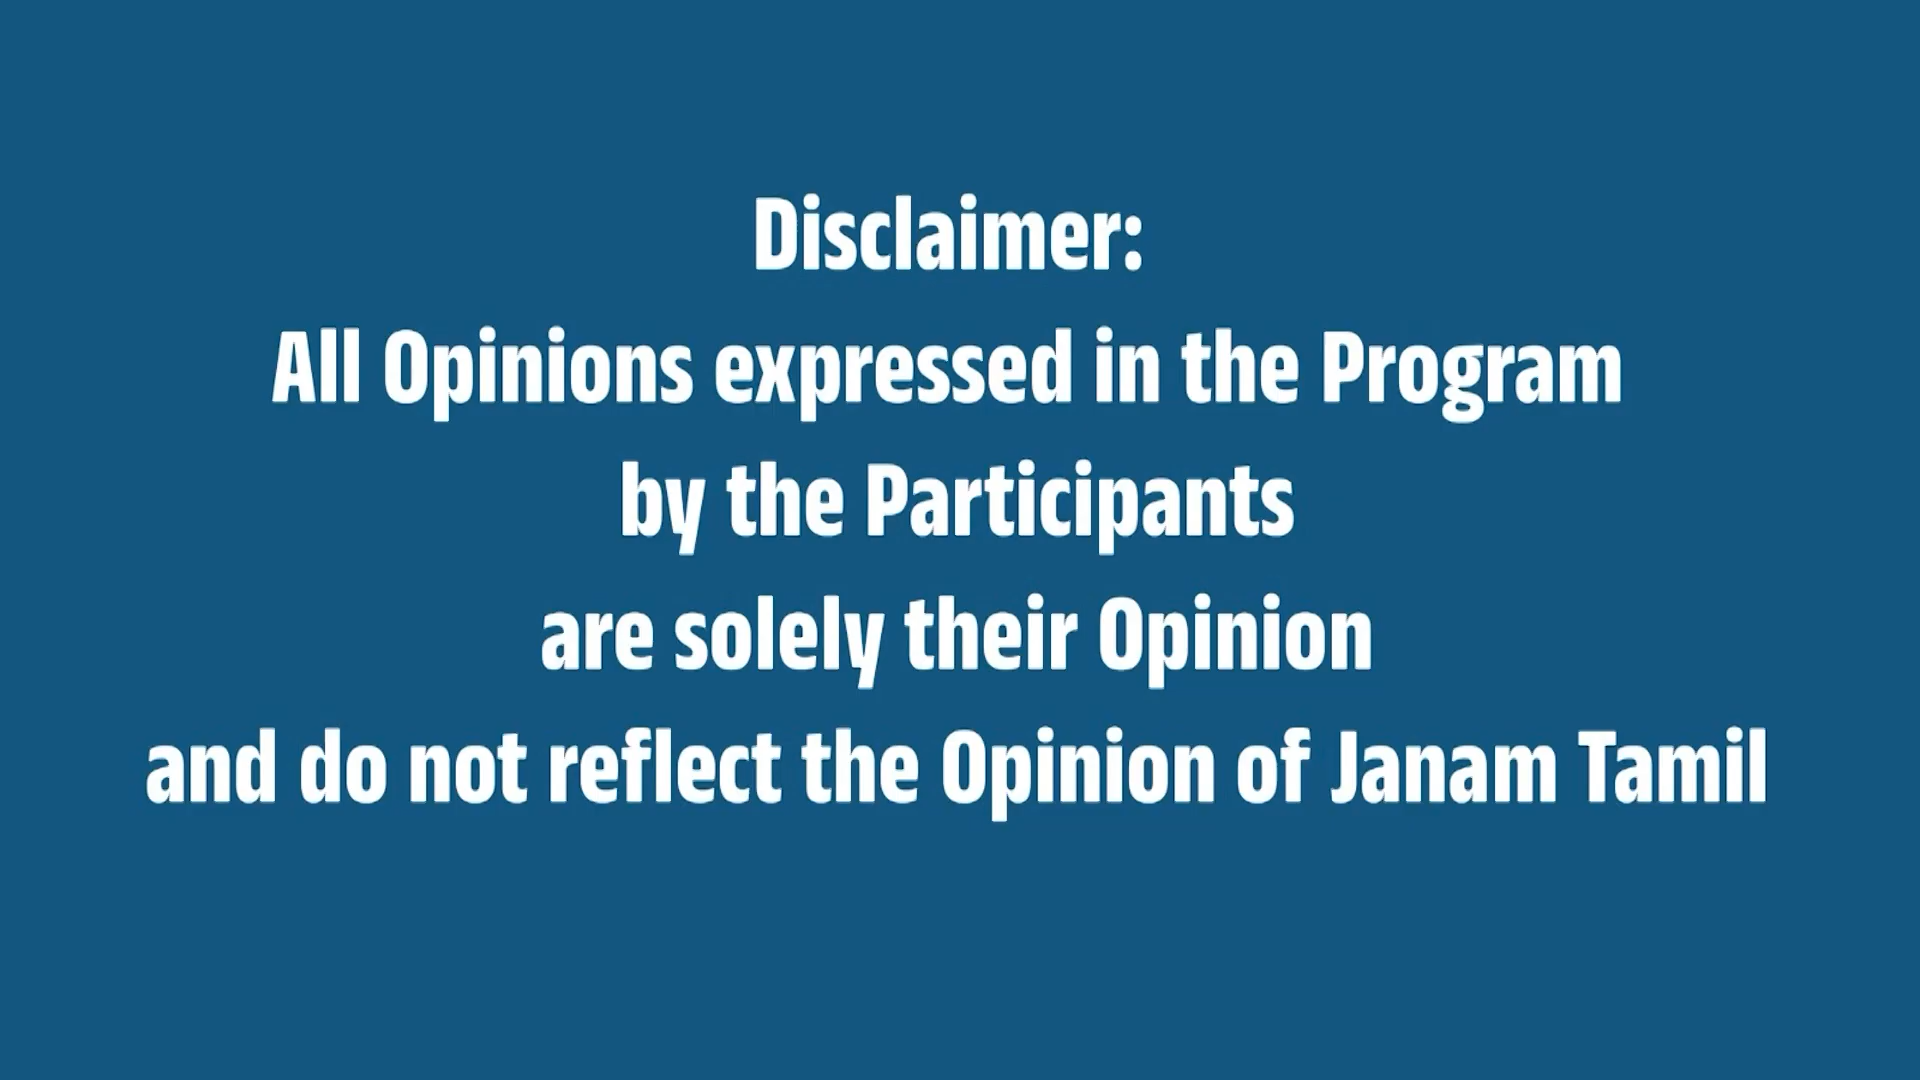 Disclaimer:
All Opinions expressed in the Program
by the Participants
are solely their Opinion
and do not reflect the Opinion of Janam Tamil